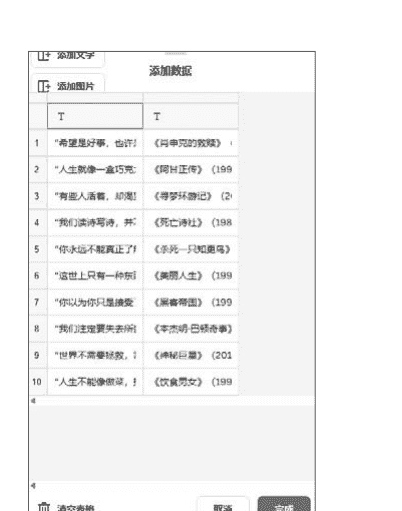 添加文字
添加数据
添加图片
T T
1 "希望是好事，也许 《肖申克的救赎》（
2 "人生就像一盒巧克 《阿甘正传》（199
3 "有些人活着，却 《寻梦环游记》（2
4 "我们读诗写诗，并 《死亡诗社》（198
5 "你永远不能真正了 《杀死一只知更鸟》
6 "这世上只有一种东 《美丽人生》（199
7 "你以为你只是接受 《黑客帝国》（199
8 "我们注定要失去所 《本杰明·巴顿奇事》
9 "世界不需要拯救， 《神秘巨星》（201
10 "人生不能像做菜， 《饮食男女》（199
清空表格 取消 完成